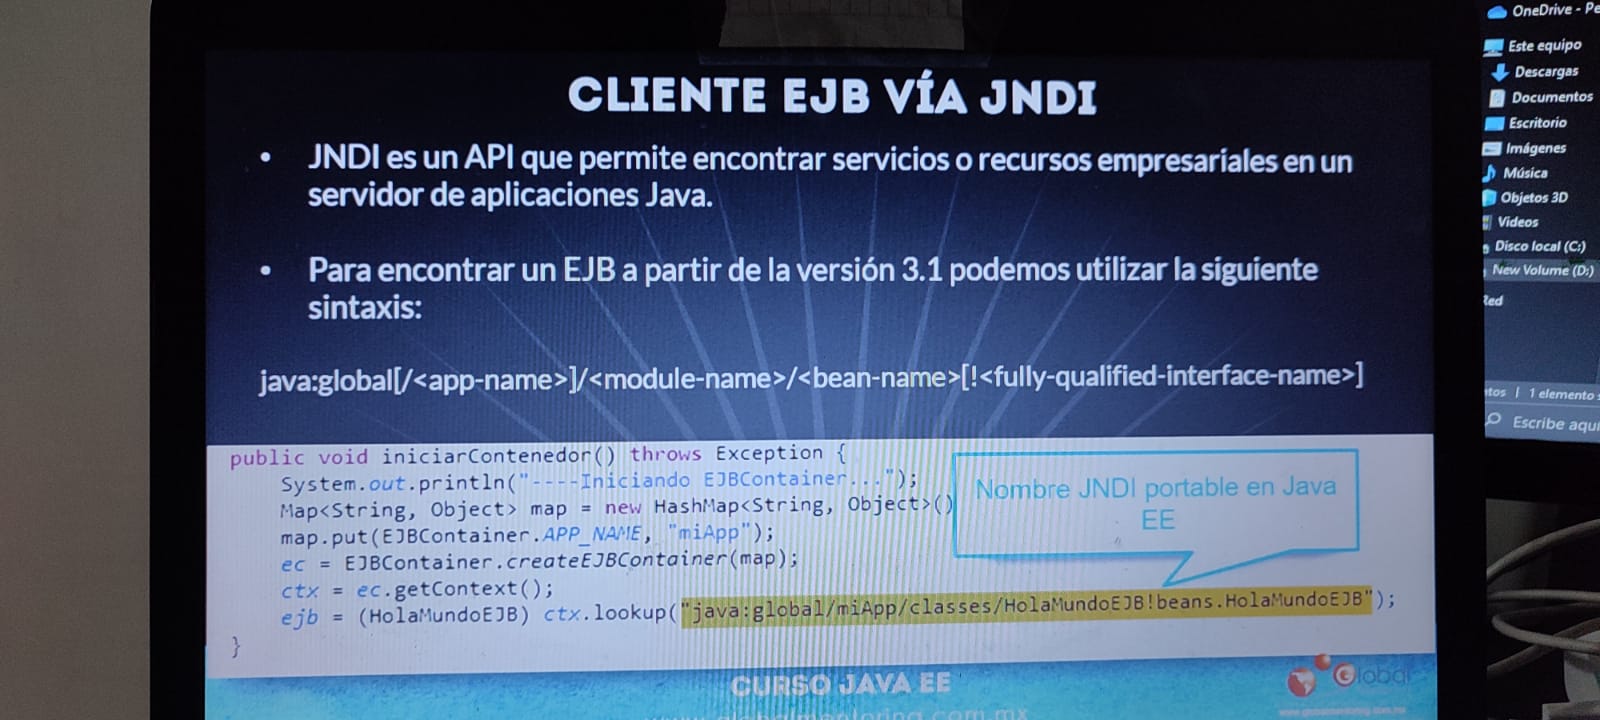 CLIENTE EJB VÍA JNDI
• JNDI es un API que permite encontrar servicios o recursos empresariales en un
servidor de aplicaciones Java.
• Para encontrar un EJB a partir de la versión 3.1 podemos utilizar la siguiente
sintaxis:
java:global[/<app-name>]/<module-name>/<bean-name>[!<fully-qualified-interface-name>]
public void iniciarContenedor() throws Exception {
System.out.println("----Iniciando EJBContainer...");
Map<String, Object> map = new HashMap<String, Object>()
map.put(EJBContainer.APP_NAME, "miApp");
ec = EJBContainer.createEJBContainer(map);
ctx = ec.getContext();
ejb = (HolaMundoEJB) ctx.lookup("java:global/miApp/classes/HolaMundoEJB!beans.HolaMundoEJB");
}
Nombre JNDI portable en Java
EE
CURSO JAVA EE
Global
OneDrive - Pe
Este equipo
Descargas
Documentos
Escritorio
Imágenes
Música
Objetos 3D
Videos
Disco local (C:)
New Volume (D:)
Red
ntos | 1 elemento s
Escribe aquí